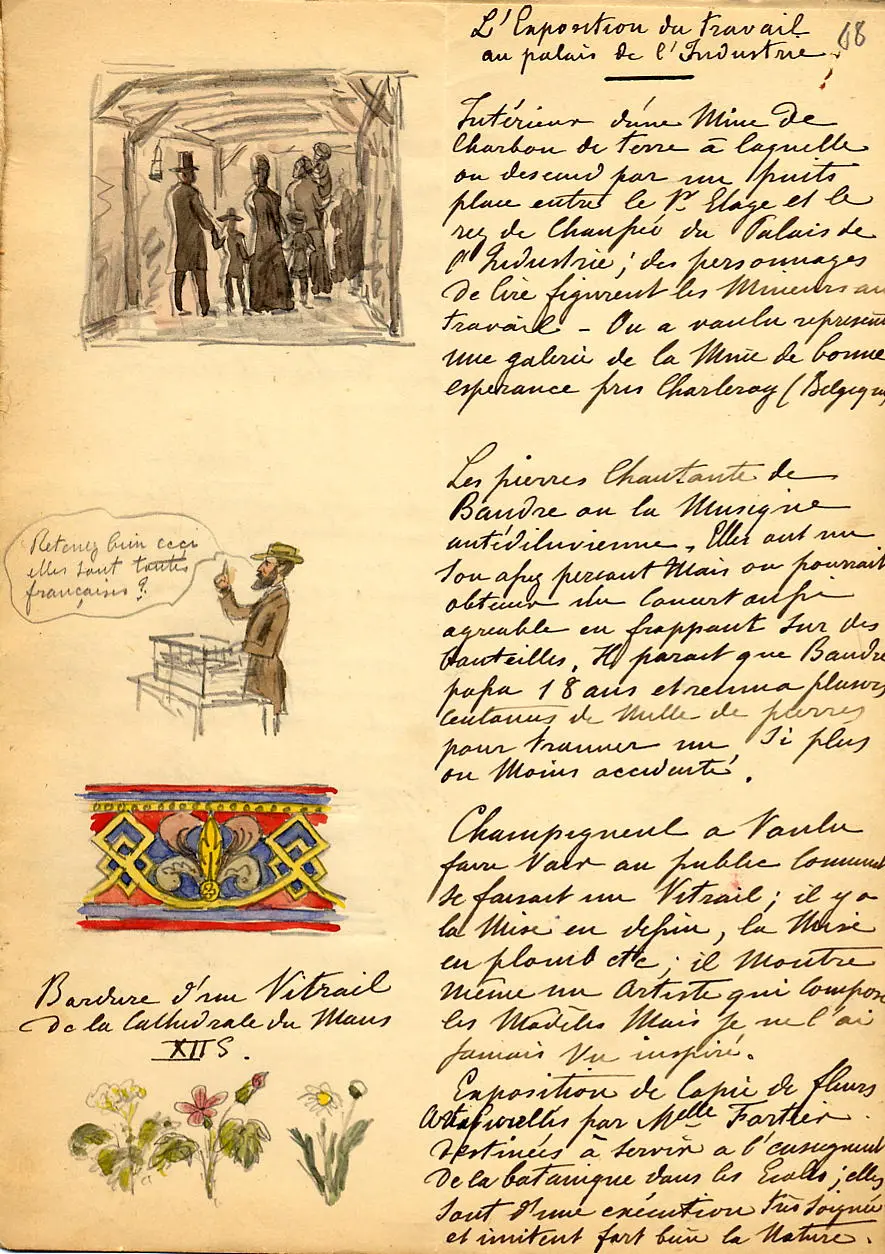 L'Exposition du travail
au palais de l'Industrie
68
Intérieur d'une Mine de
Charbon de terre à laquelle
on descend par un puits
place entre le 1er Etage et le
rez de Chaussée du Palais de
l'Industrie; des personnages
de Cire figurent les Mineurs au
travail - On a voulu represent
une galerie de la Mine de bonne
esperance près Charleroy (Belgique
Les pierres Chantante de
Baudre ou la Musique
antédiluvienne. Elles ont un
son assez persant Mais on pourrait
obtenir un Concert aussi
agreable en frappant sur des
bouteilles. Il parait que Baudre
passa 18 ans et remua plusieurs
Centaines de Mille de pierres
pour trouver un Si plus
ou Moins accidenté.
Retenez bien ceci
elles sont toutes
françaises?
Champigneul a Voulu
faire Voir au public Comment
se faisait un Vitrail; il y a
la Mise en dessin, la Mise
en plomb etc; il Montre
même un Artiste qui Compose
les Modèles Mais je ne l'ai
jamais Vu inspiré.
Bordure d'un Vitrail
de la Cathédrale du Mans
XII S.
Exposition de Copie de fleurs
Artificielles par Melle Fortier
destinées à servir a l'enseignement
de la botanique dans les Ecoles; elles
sont d'une exécution très soignée
et imitent fort bien la Nature.